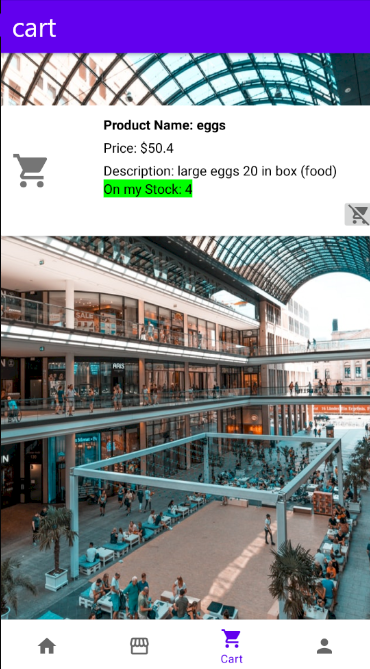 cart
Product Name: eggs
Price: $50.4
Description: large eggs 20 in box (food)
On my Stock: 4
SALE
Cart